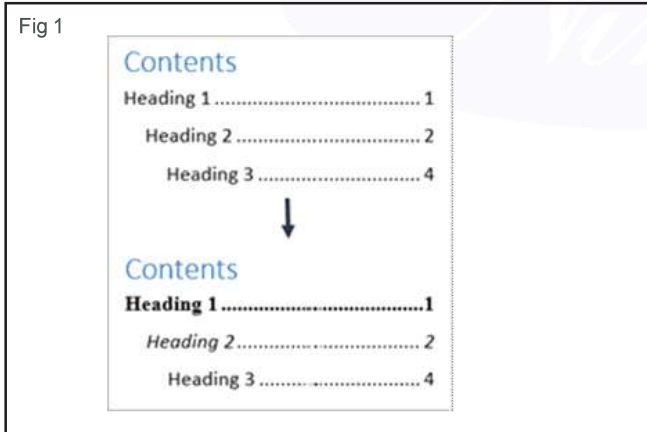 Fig 1
Contents
Heading 1 ........................................ 1
Heading 2 .................................... 2
Heading 3 ................................ 4
Contents
Heading 1........................................1
Heading 2.................................... 2
Heading 3 ................................ 4